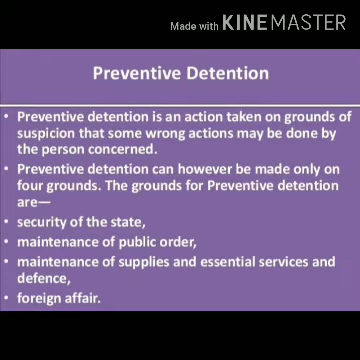 Made with KINEMASTER
Preventive Detention
• Preventive detention is an action taken on grounds of
suspicion that some wrong actions may be done by
the person concerned.
• Preventive detention can however be made only on
four grounds. The grounds for Preventive detention
are—
• security of the state,
• maintenance of public order,
• maintenance of supplies and essential services and
defence,
• foreign affair.